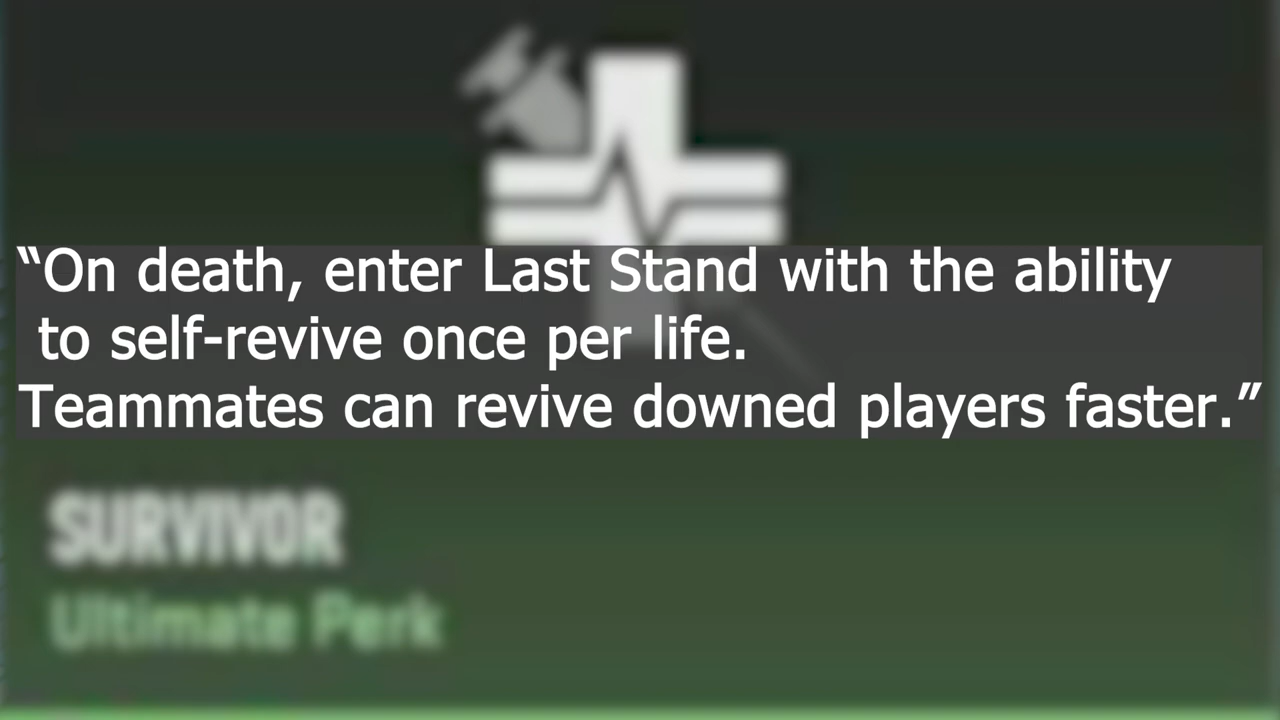 “On death, enter Last Stand with the ability
to self-revive once per life.
Teammates can revive downed players faster.”
SURVIVOR
Ultimate Perk